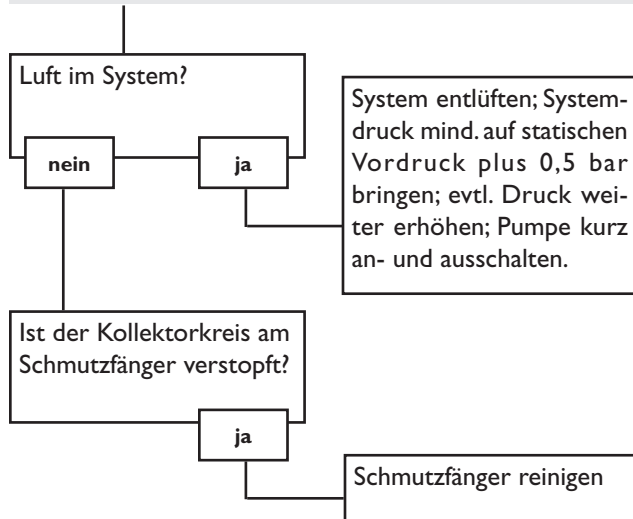 Luft im System?
nein
ja
System entlüften; System-
druck mind. auf statischen
Vordruck plus 0,5 bar
bringen; evtl. Druck wei-
ter erhöhen; Pumpe kurz
an- und ausschalten.
Ist der Kollektorkreis am
Schmutzfänger verstopft?
ja
Schmutzfänger reinigen